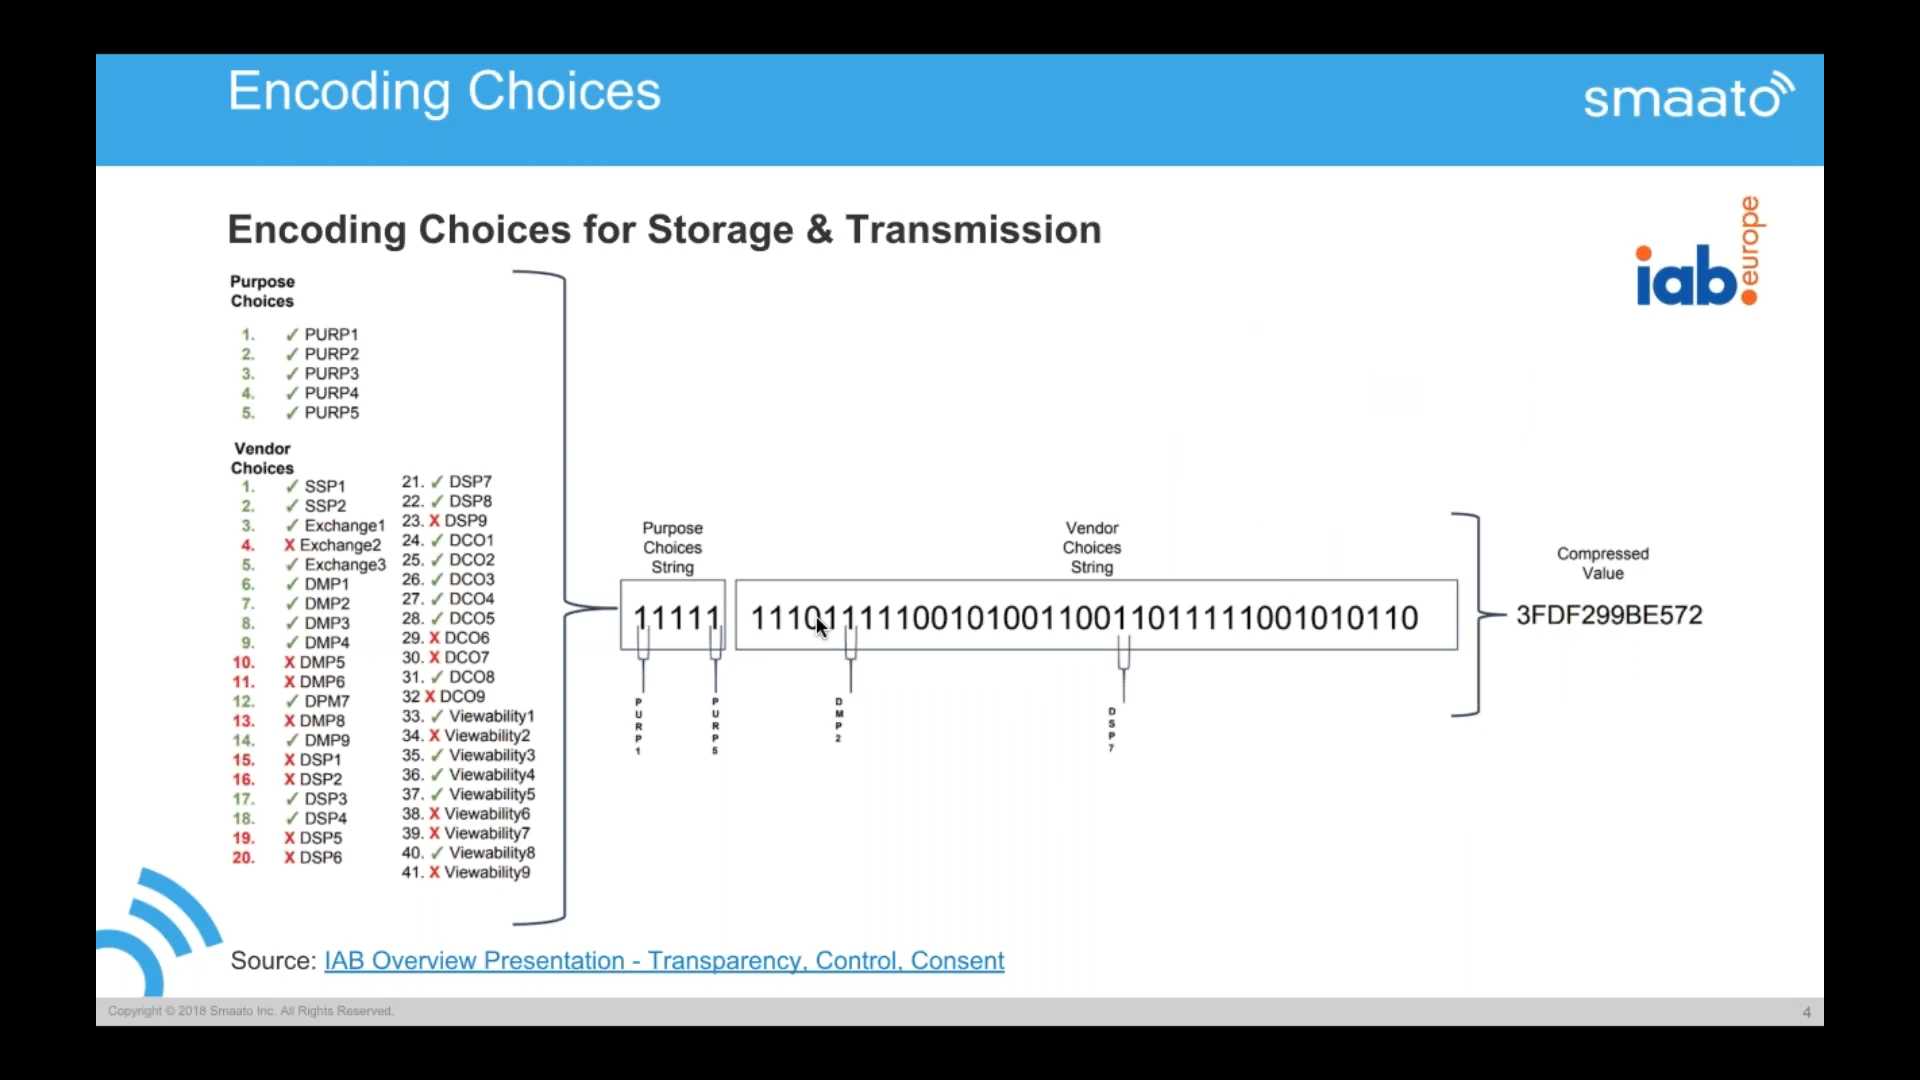 Encoding Choices
smaato
Encoding Choices for Storage & Transmission
iab.europe
Purpose
Choices
1. ✓ PURP1
2. ✓ PURP2
3. ✓ PURP3
4. ✓ PURP4
5. ✓ PURP5
Vendor
Choices
1. ✓ SSP1
2. ✓ SSP2
3. ✓ Exchange1
4. X Exchange2
5. ✓ Exchange3
6. ✓ DMP1
7. ✓ DMP2
8. ✓ DMP3
9. ✓ DMP4
10. X DMP5
11. X DMP6
12. ✓ DPM7
13. X DMP8
14. ✓ DMP9
15. X DSP1
16. X DSP2
17. ✓ DSP3
18. ✓ DSP4
19. X DSP5
20. X DSP6
21. ✓ DSP7
22. ✓ DSP8
23. X DSP9
24. ✓ DCO1
25. ✓ DCO2
26. ✓ DCO3
27. ✓ DCO4
28. ✓ DCO5
29. X DCO6
30. X DCO7
31. ✓ DCO8
32 X DCO9
33. ✓ Viewability1
34. X Viewability2
35. ✓ Viewability3
36. ✓ Viewability4
37. ✓ Viewability5
38. X Viewability6
39. X Viewability7
40. ✓ Viewability8
41. X Viewability9
Purpose
Choices
String
11111
PURP1
PURP5
Vendor
Choices
String
111011111001010011001101111100101​0110
DMP2
DSP7
Compressed
Value
3FDF299BE572
Source: IAB Overview Presentation - Transparency, Control, Consent
Copyright © 2018 Smaato Inc. All Rights Reserved.
4